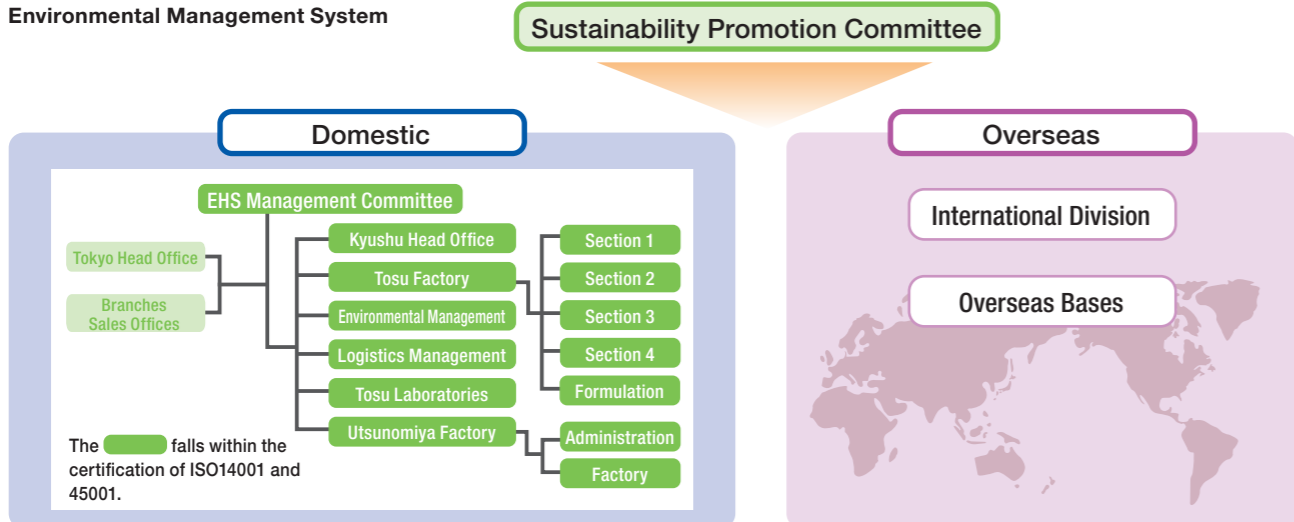 Environmental Management System
Sustainability Promotion Committee
Domestic
EHS Management Committee
Tokyo Head Office
Branches
Sales Offices
Kyushu Head Office
Tosu Factory
Environmental Management
Logistics Management
Tosu Laboratories
Utsunomiya Factory
Section 1
Section 2
Section 3
Section 4
Formulation
Administration
Factory
The falls within the
certification of ISO14001 and
45001.
Overseas
International Division
Overseas Bases